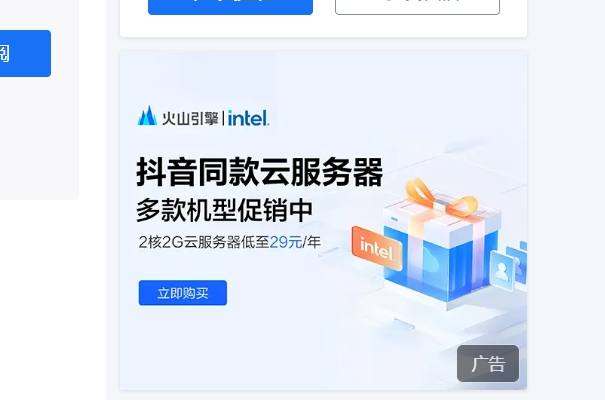 阅
火山引擎 | intel.
抖音同款云服务器
多款机型促销中
2核2G云服务器低至29元/年
intel
立即购买
广告